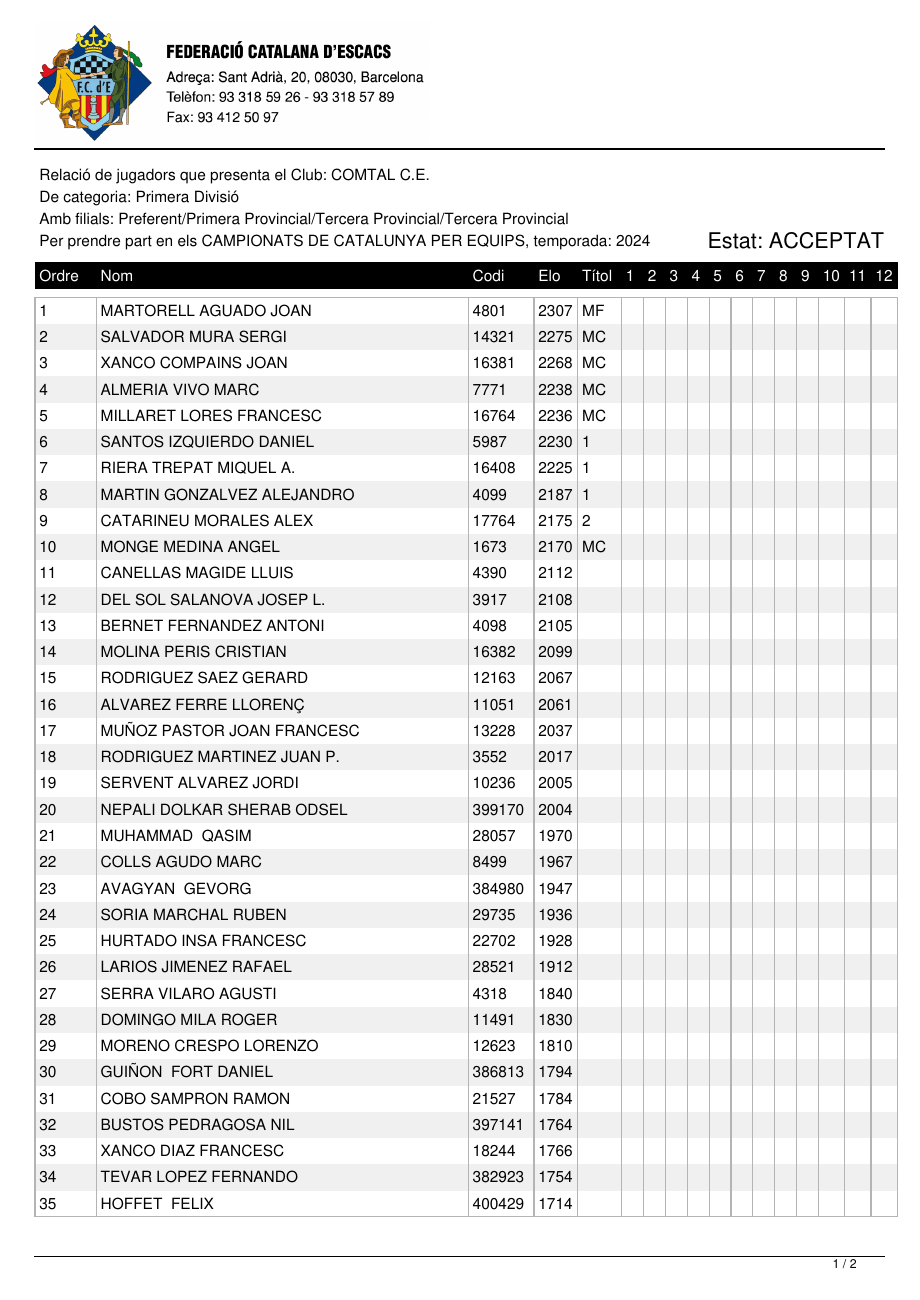 F.C. d'E
FEDERACIÓ CATALANA D'ESCACS
Adreça: Sant Adrià, 20, 08030, Barcelona
Telèfon: 93 318 59 26 - 93 318 57 89
Fax: 93 412 50 97
Relació de jugadors que presenta el Club: COMTAL C.E.
De categoria: Primera Divisió
Amb filials: Preferent/Primera Provincial/Tercera Provincial/Tercera Provincial
Per prendre part en els CAMPIONATS DE CATALUNYA PER EQUIPS, temporada: 2024 Estat: ACCEPTAT
Ordre Nom Codi Elo Títol 1 2 3 4 5 6 7 8 9 10 11 12
1 MARTORELL AGUADO JOAN 4801 2307 MF
2 SALVADOR MURA SERGI 14321 2275 MC
3 XANCO COMPAINS JOAN 16381 2268 MC
4 ALMERIA VIVO MARC 7771 2238 MC
5 MILLARET LORES FRANCESC 16764 2236 MC
6 SANTOS IZQUIERDO DANIEL 5987 2230 1
7 RIERA TREPAT MIQUEL A. 16408 2225 1
8 MARTIN GONZALVEZ ALEJANDRO 4099 2187 1
9 CATARINEU MORALES ALEX 17764 2175 2
10 MONGE MEDINA ANGEL 1673 2170 MC
11 CANELLAS MAGIDE LLUIS 4390 2112
12 DEL SOL SALANOVA JOSEP L. 3917 2108
13 BERNET FERNANDEZ ANTONI 4098 2105
14 MOLINA PERIS CRISTIAN 16382 2099
15 RODRIGUEZ SAEZ GERARD 12163 2067
16 ALVAREZ FERRE LLORENÇ 11051 2061
17 MUÑOZ PASTOR JOAN FRANCESC 13228 2037
18 RODRIGUEZ MARTINEZ JUAN P. 3552 2017
19 SERVENT ALVAREZ JORDI 10236 2005
20 NEPALI DOLKAR SHERAB ODSEL 399170 2004
21 MUHAMMAD QASIM 28057 1970
22 COLLS AGUDO MARC 8499 1967
23 AVAGYAN GEVORG 384980 1947
24 SORIA MARCHAL RUBEN 29735 1936
25 HURTADO INSA FRANCESC 22702 1928
26 LARIOS JIMENEZ RAFAEL 28521 1912
27 SERRA VILARO AGUSTI 4318 1840
28 DOMINGO MILA ROGER 11491 1830
29 MORENO CRESPO LORENZO 12623 1810
30 GUIÑON FORT DANIEL 386813 1794
31 COBO SAMPRON RAMON 21527 1784
32 BUSTOS PEDRAGOSA NIL 397141 1764
33 XANCO DIAZ FRANCESC 18244 1766
34 TEVAR LOPEZ FERNANDO 382923 1754
35 HOFFET FELIX 400429 1714
1 / 2